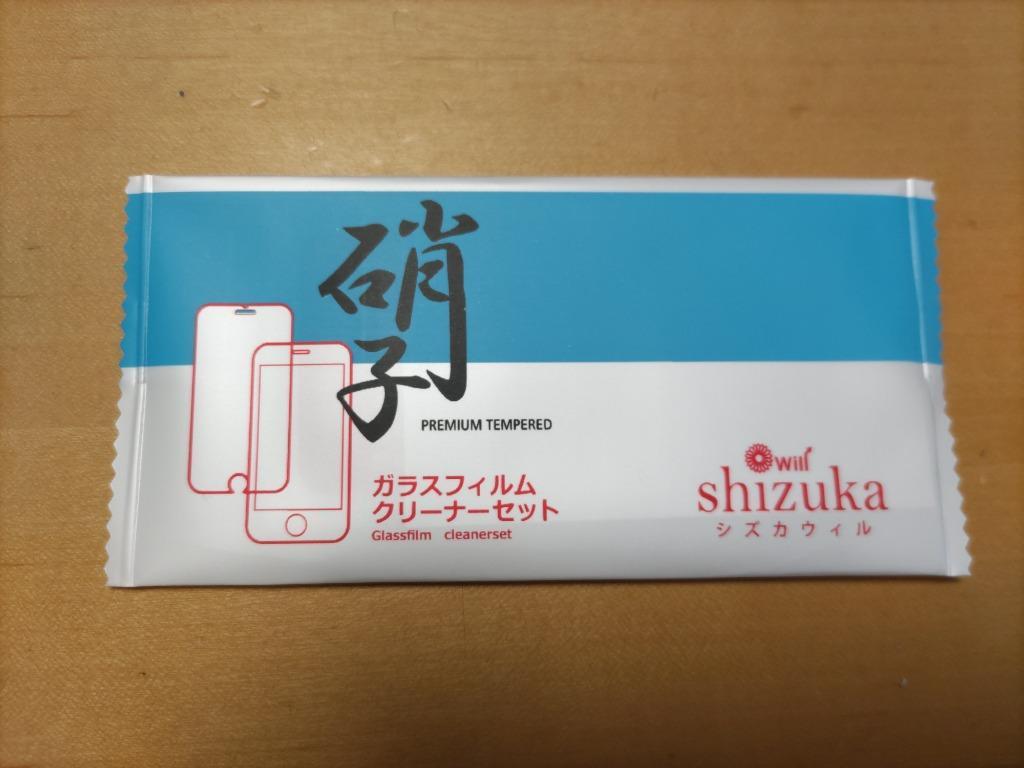 硝子
PREMIUM TEMPERED
ガラスフィルム
クリーナーセット
Glassfilm cleanerset
will
shizuka
シズカウィル